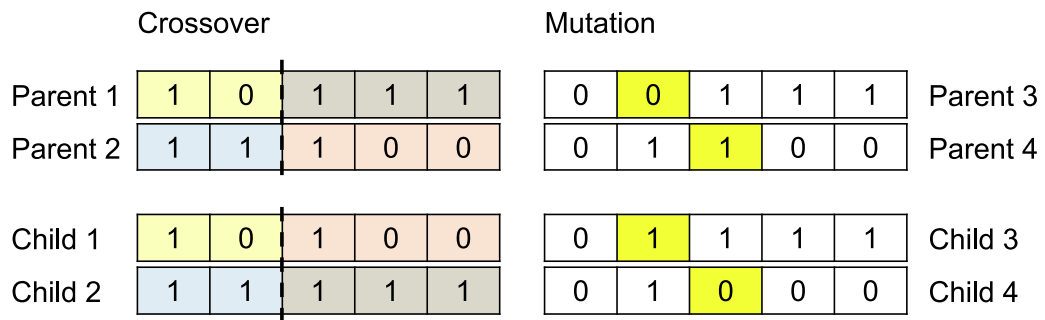 Crossover Mutation
Parent 1 1 0 1 1 1 0 0 1 1 1 Parent 3
Parent 2 1 1 1 0 0 0 1 1 0 0 Parent 4
Child 1 1 0 1 0 0 0 1 1 1 1 Child 3
Child 2 1 1 1 1 1 0 1 0 0 0 Child 4